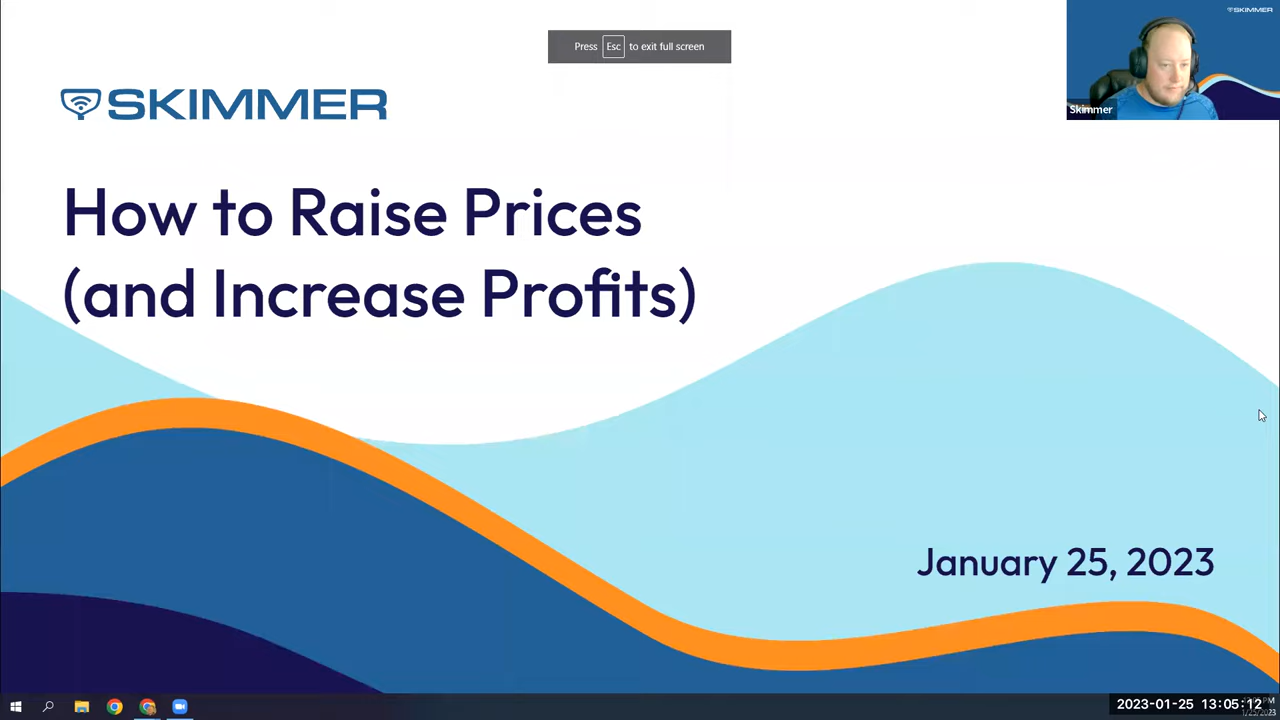 SKIMMER
Press Esc to exit full screen
SKIMMER
Skimmer
How to Raise Prices
(and Increase Profits)
January 25, 2023
2023-01-25 13:05:12